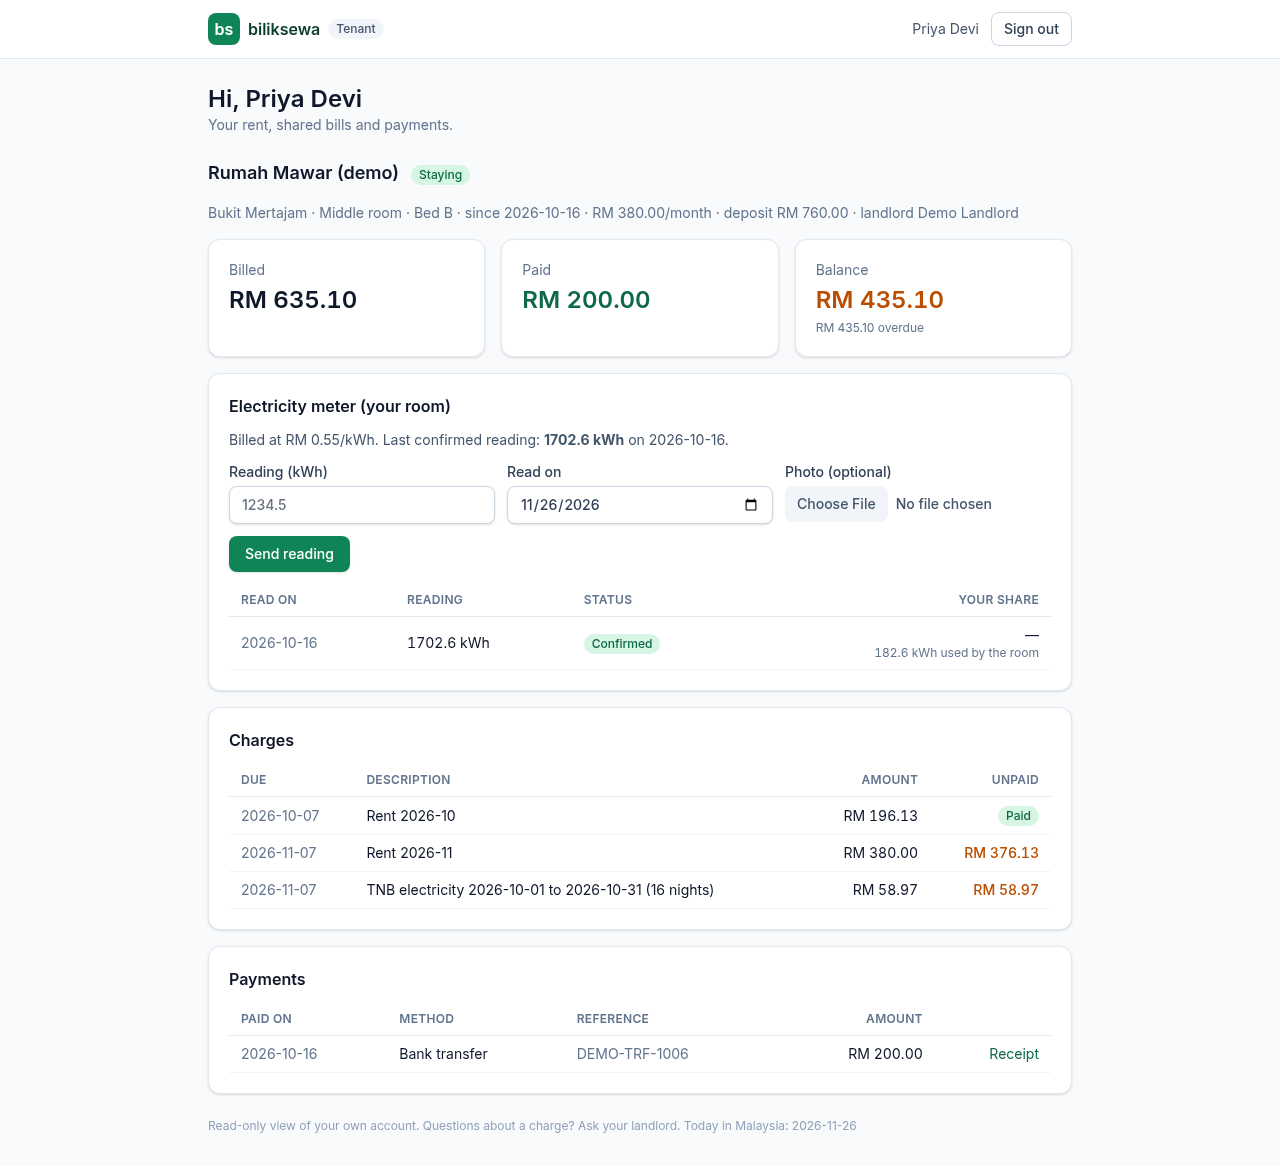 bs biliksewa Tenant Priya Devi Sign out
Hi, Priya Devi
Your rent, shared bills and payments.
Rumah Mawar (demo) Staying
Bukit Mertajam · Middle room · Bed B · since 2026-10-16 · RM 380.00/month · deposit RM 760.00 · landlord Demo Landlord
Billed
RM 635.10
Paid
RM 200.00
Balance
RM 435.10
RM 435.10 overdue
Electricity meter (your room)
Billed at RM 0.55/kWh. Last confirmed reading: 1702.6 kWh on 2026-10-16.
Reading (kWh) Read on Photo (optional)
1234.5 11/26/2026 Choose File No file chosen
Send reading
READ ON READING STATUS YOUR SHARE
2026-10-16 1702.6 kWh Confirmed —
182.6 kWh used by the room
Charges
DUE DESCRIPTION AMOUNT UNPAID
2026-10-07 Rent 2026-10 RM 196.13 Paid
2026-11-07 Rent 2026-11 RM 380.00 RM 376.13
2026-11-07 TNB electricity 2026-10-01 to 2026-10-31 (16 nights) RM 58.97 RM 58.97
Payments
PAID ON METHOD REFERENCE AMOUNT
2026-10-16 Bank transfer DEMO-TRF-1006 RM 200.00 Receipt
Read-only view of your own account. Questions about a charge? Ask your landlord. Today in Malaysia: 2026-11-26